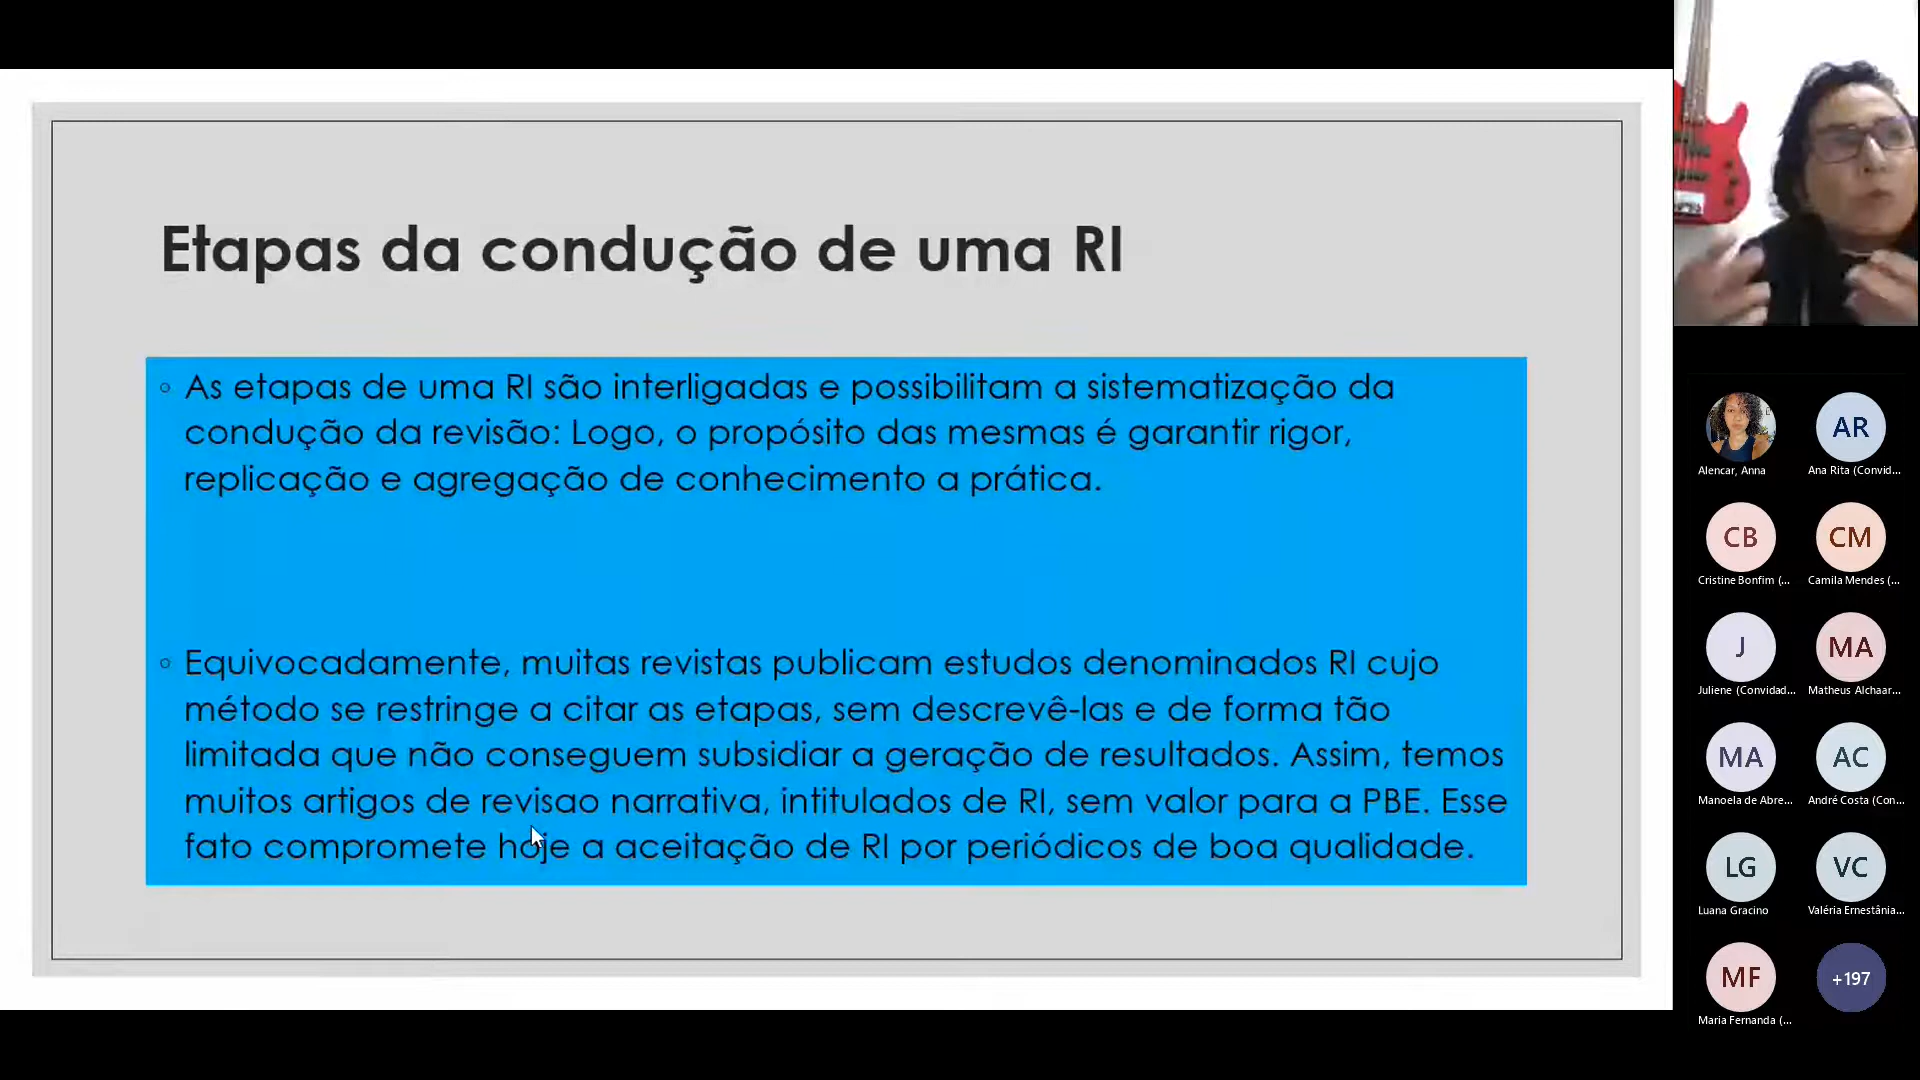 Etapas da condução de uma RI
◦ As etapas de uma RI são interligadas e possibilitam a sistematização da
condução da revisão: Logo, o propósito das mesmas é garantir rigor,
replicação e agregação de conhecimento a prática.
◦ Equivocadamente, muitas revistas publicam estudos denominados RI cujo
método se restringe a citar as etapas, sem descrevê-las e de forma tão
limitada que não conseguem subsidiar a geração de resultados. Assim, temos
muitos artigos de revisao narrativa, intitulados de RI, sem valor para a PBE. Esse
fato compromete hoje a aceitação de RI por periódicos de boa qualidade.
AR
Alencar, Anna
Ana Rita (Convid...
CB
CM
Cristine Bonfim (...
Camila Mendes (...
J
MA
Juliene (Convidad...
Matheus Alchaar...
MA
AC
Manoela de Abre...
André Costa (Con...
LG
VC
Luana Gracino
Valéria Ernestânia...
MF
+197
Maria Fernanda (...